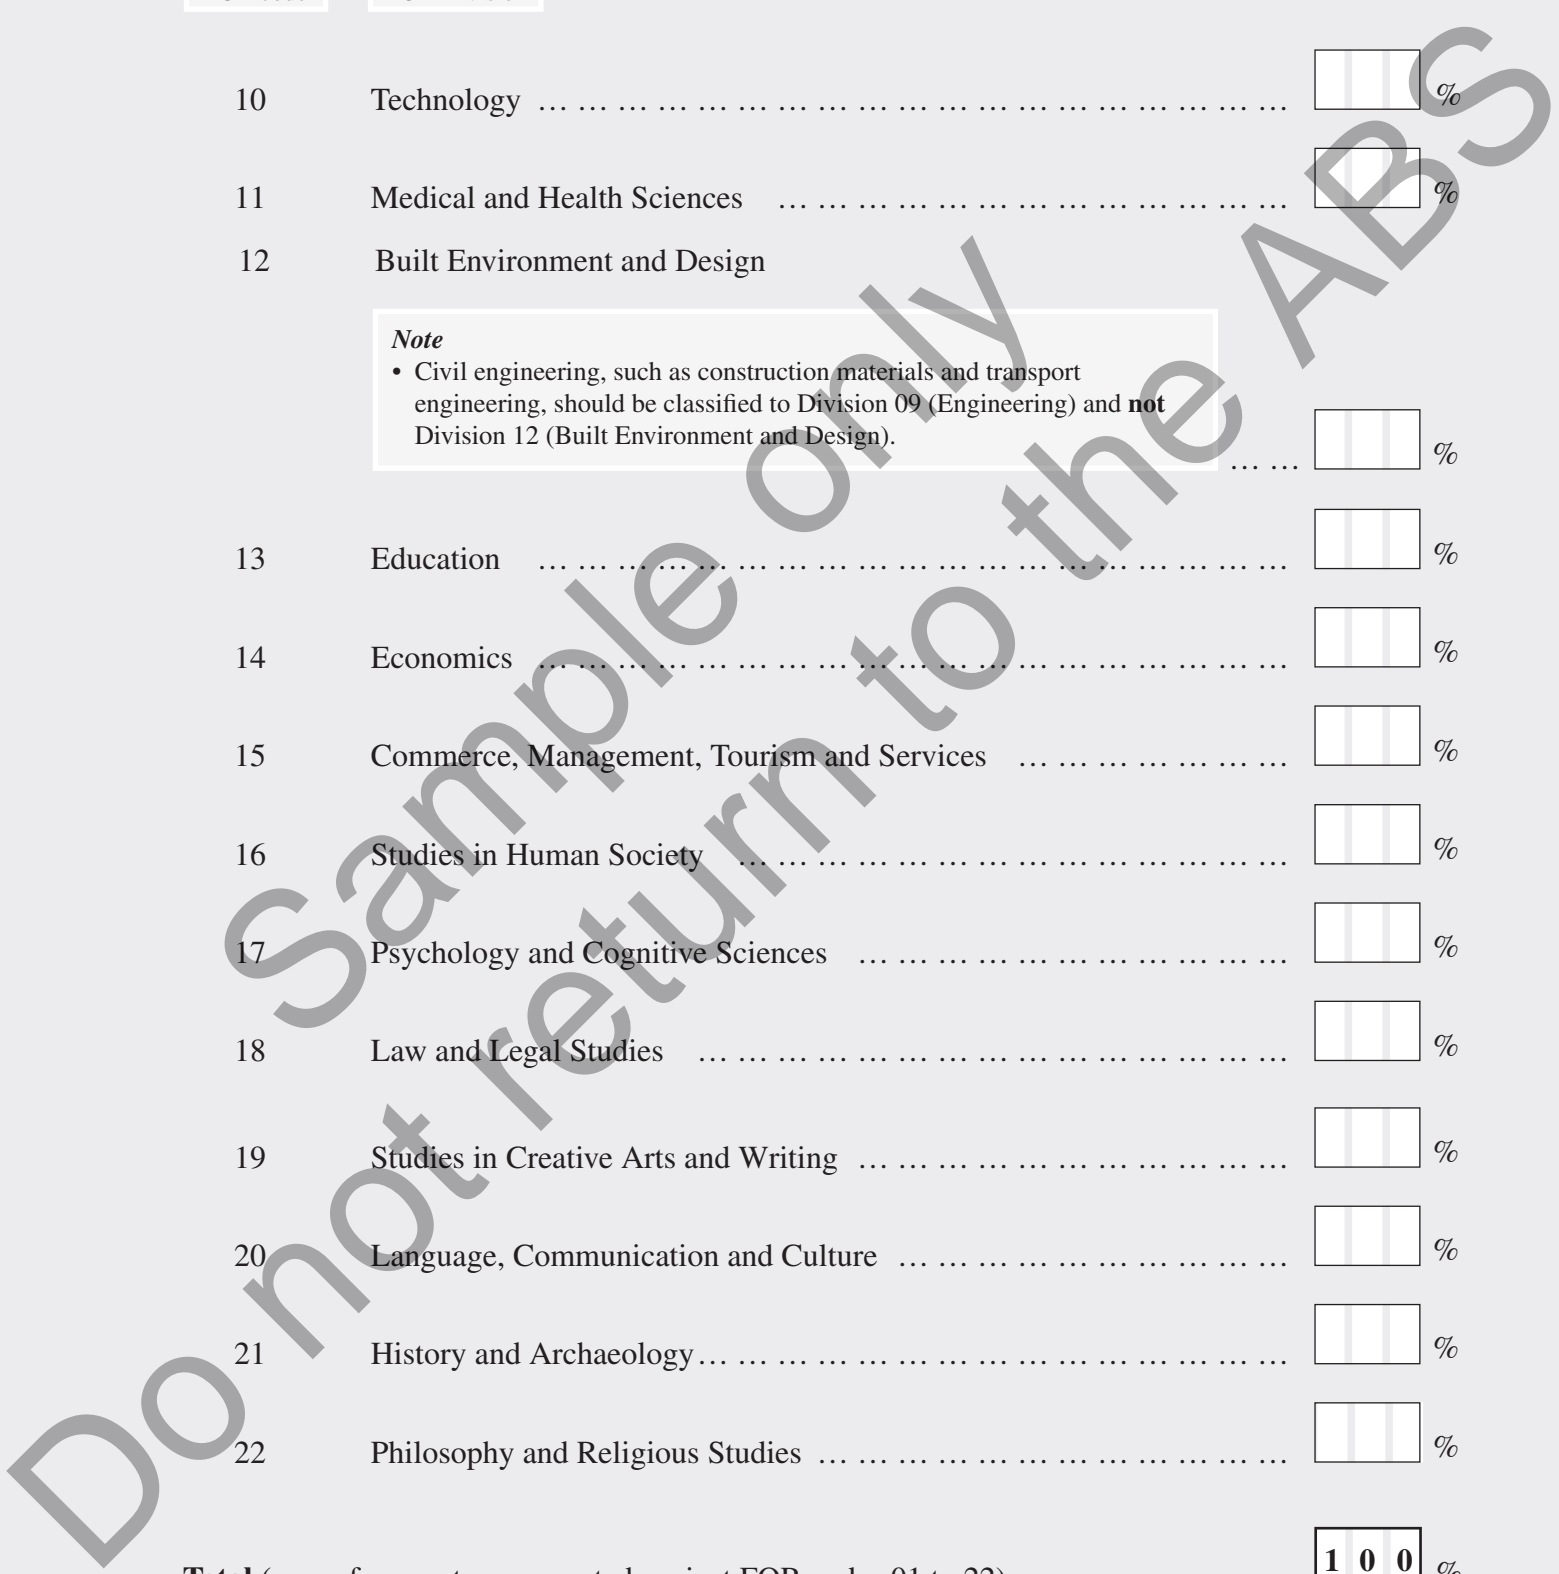 10 Technology … … … … … … … … … … … … … … … … … … … %
11 Medical and Health Sciences … … … … … … … … … … … … … %
12 Built Environment and Design
Note
• Civil engineering, such as construction materials and transport
engineering, should be classified to Division 09 (Engineering) and not
Division 12 (Built Environment and Design).
… … %
13 Education … … … … … … … … … … … … … … … … … … … %
14 Economics … … … … … … … … … … … … … … … … … … … %
15 Commerce, Management, Tourism and Services … … … … … … … %
16 Studies in Human Society … … … … … … … … … … … … … … %
17 Psychology and Cognitive Sciences … … … … … … … … … … … %
18 Law and Legal Studies … … … … … … … … … … … … … … … %
19 Studies in Creative Arts and Writing … … … … … … … … … … … %
20 Language, Communication and Culture … … … … … … … … … … %
21 History and Archaeology … … … … … … … … … … … … … … … %
22 Philosophy and Religious Studies … … … … … … … … … … … … %
Total 100 %
Sample only
Do not return to the ABS